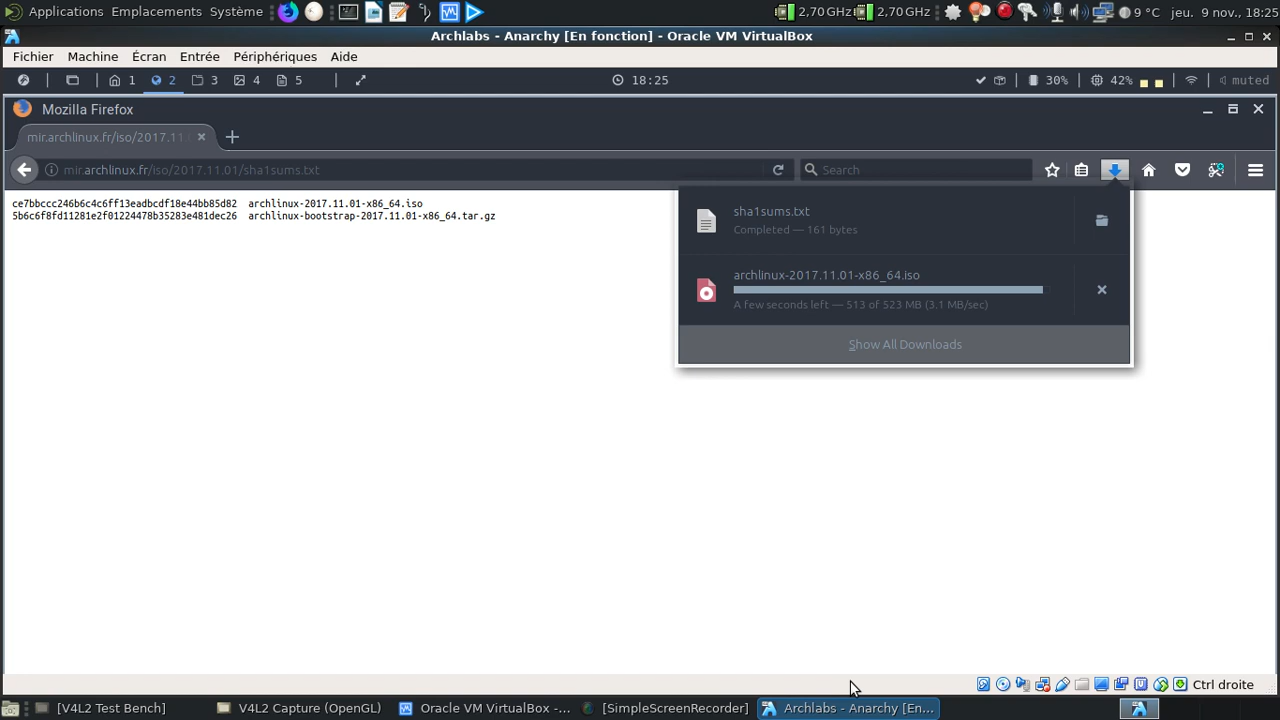 Applications Emplacements Système 2,70 GHz 2,70 GHz 9 °C jeu. 9 nov., 18:25
Archlabs - Anarchy [En fonction] - Oracle VM VirtualBox
Fichier Machine Écran Entrée Périphériques Aide
1 2 3 4 5 18:25 30% 42% muted
Mozilla Firefox
mir.archlinux.fr/iso/2017.11
mir.archlinux.fr/iso/2017.11.01/sha1sums.txt Search
ce7bbccc246b6c4c6ff13eadbcdf18e44bb85d82 archlinux-2017.11.01-x86_64.iso
5b6c6f8fd11281e2f01224478b35283e481dec26 archlinux-bootstrap-2017.11.01-x86_64.tar.gz
sha1sums.txt
Completed — 161 bytes
archlinux-2017.11.01-x86_64.iso
A few seconds left — 513 of 523 MB (3.1 MB/sec)
Show All Downloads
Ctrl droite
[V4L2 Test Bench] V4L2 Capture (OpenGL) Oracle VM VirtualBox -... [SimpleScreenRecorder] Archlabs - Anarchy [En...